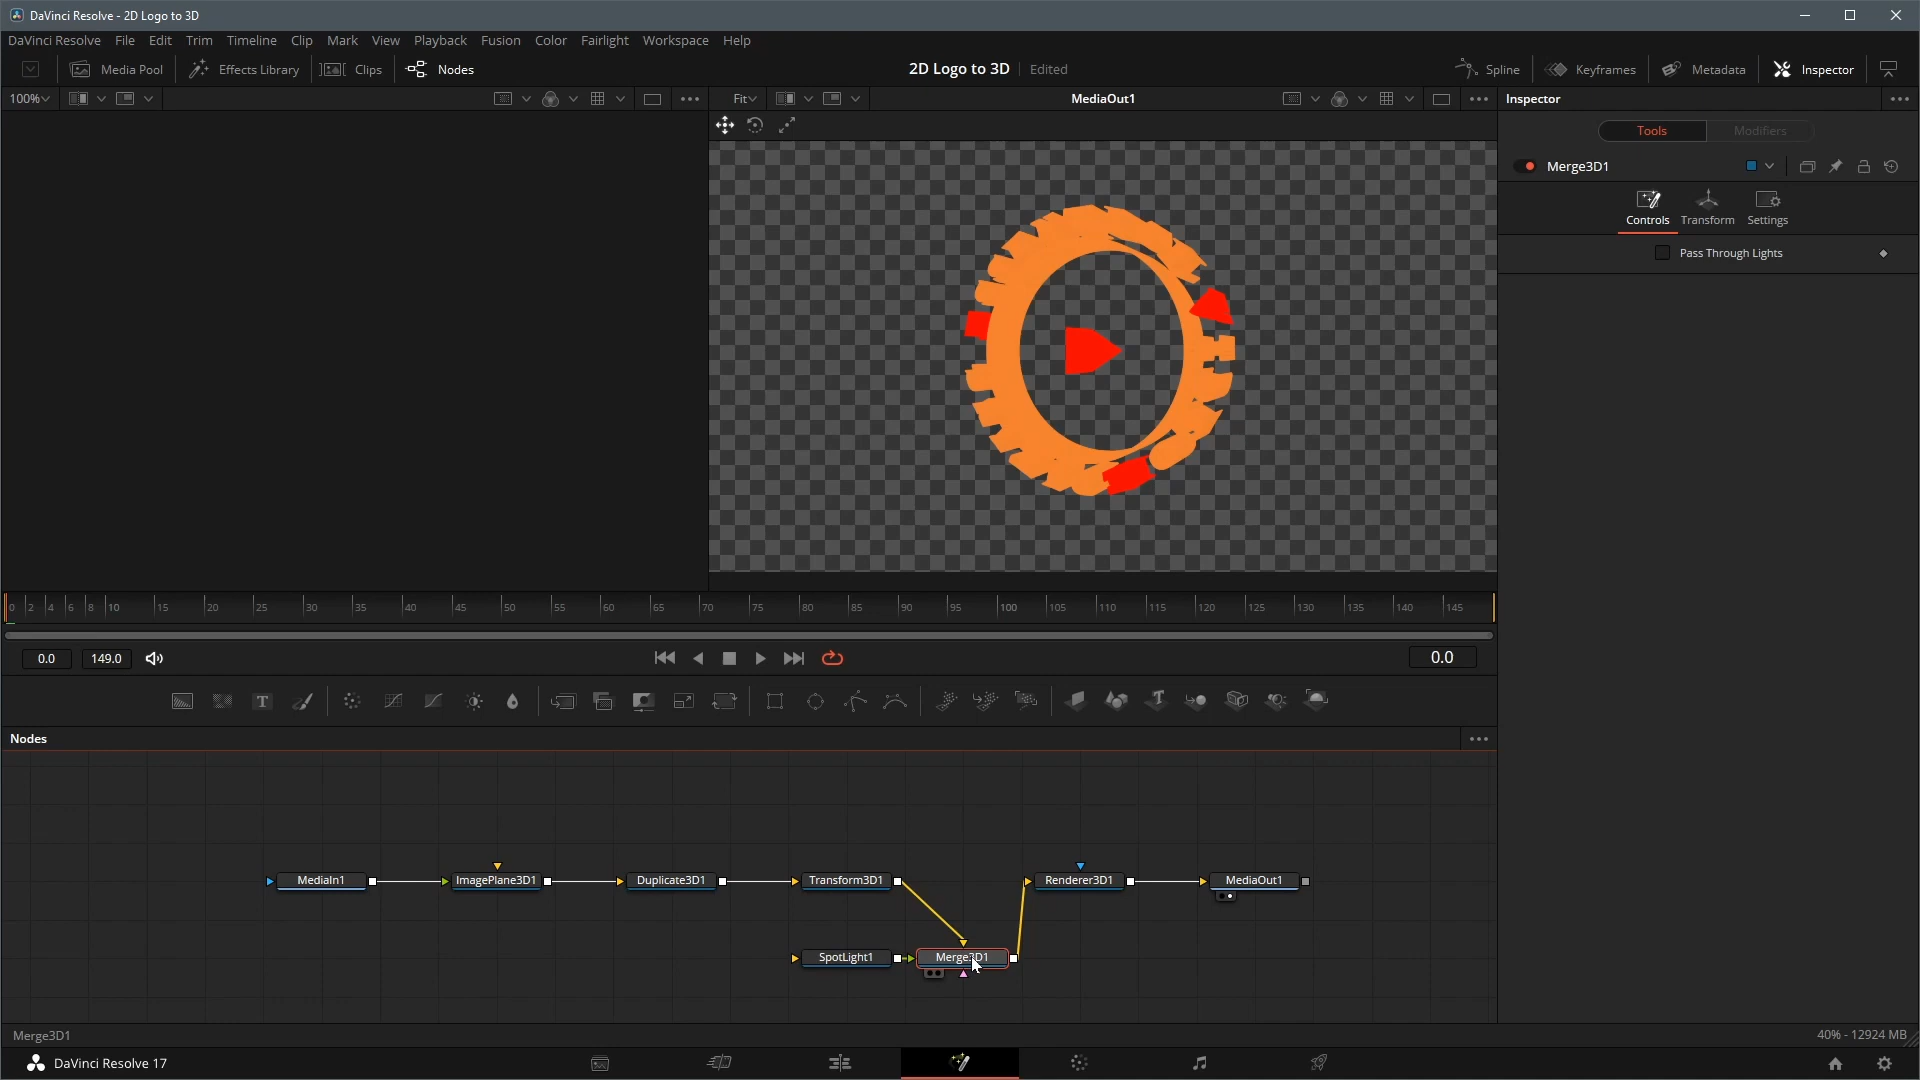 DaVinci Resolve - 2D Logo to 3D
DaVinci Resolve File Edit Trim Timeline Clip Mark View Playback Fusion Color Fairlight Workspace Help
Media Pool Effects Library Clips Nodes 2D Logo to 3D Edited Spline Keyframes Metadata Inspector
100% Fit MediaOut1 Inspector
Tools Modifiers
Merge3D1
Controls Transform Settings
Pass Through Lights
0 2 4 6 8 10 15 20 25 30 35 40 45 50 55 60 65 70 75 80 85 90 95 100 105 110 115 120 125 130 135 140 145
0.0 149.0 0.0
T T
Nodes
MediaIn1 ImagePlane3D1 Duplicate3D1 Transform3D1 Renderer3D1 MediaOut1
SpotLight1 Merge3D1
Merge3D1 40% - 12924 MB
DaVinci Resolve 17